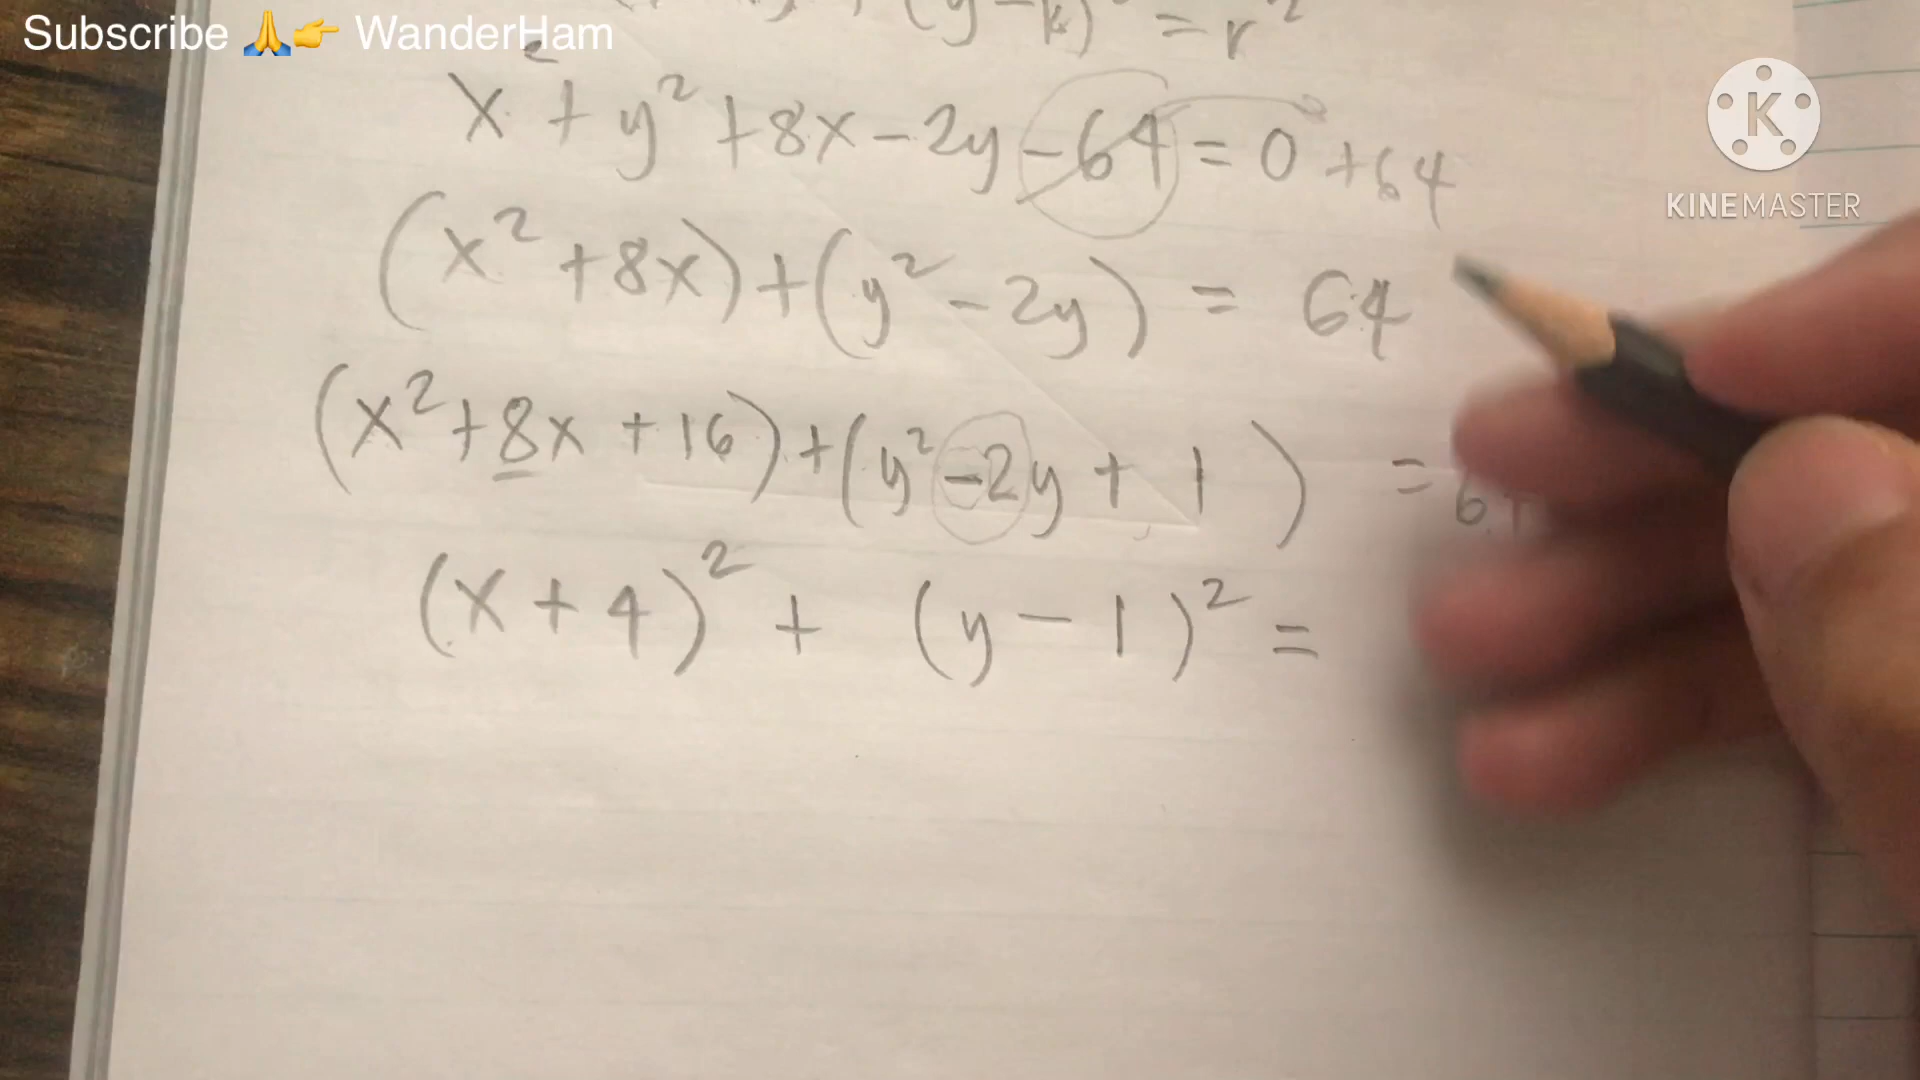 Subscribe 🙏👉 WanderHam
(y-k) = r²
x² + y² + 8x - 2y - 64 = 0 + 64
K
KINEMASTER
(x² + 8x) + (y² - 2y) = 64
(x² + 8x + 16) + (y² - 2y + 1) =
(x + 4)² + (y - 1)² =